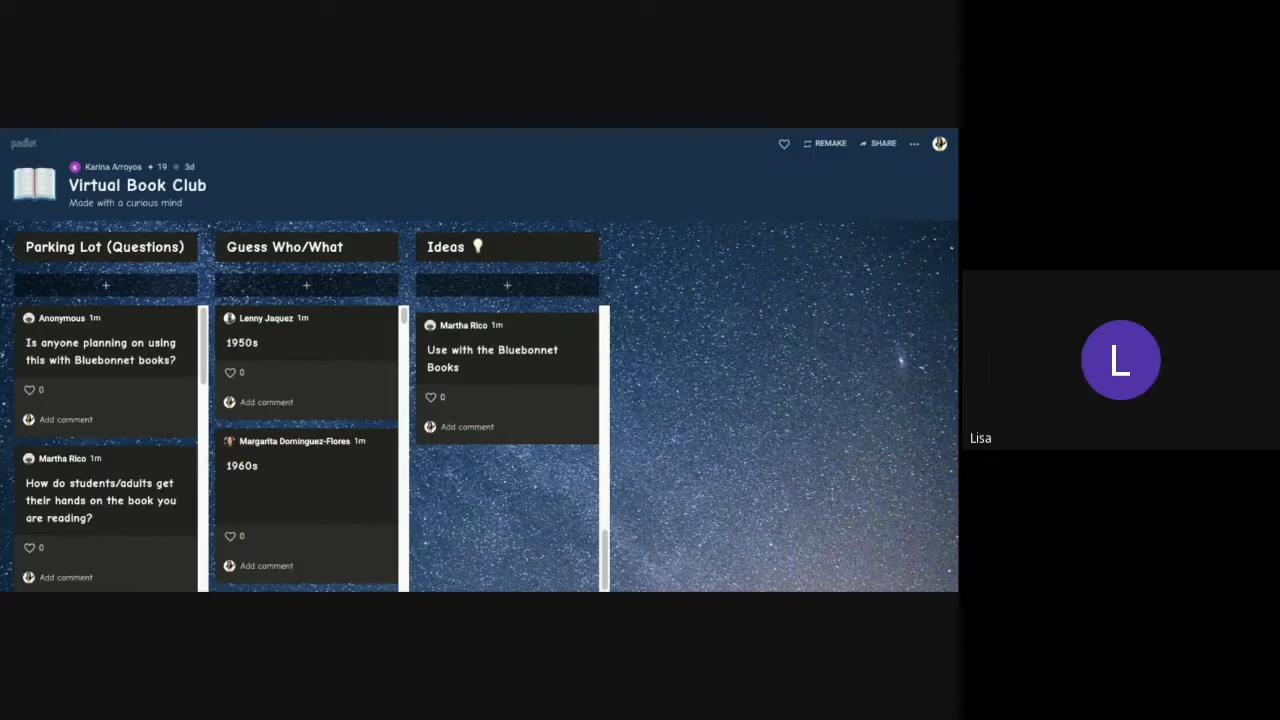 padlet
REMAKE
SHARE
Karina Arroyos + 19 3d
Virtual Book Club
Made with a curious mind
Parking Lot (Questions)
+
Anonymous 1m
Is anyone planning on using
this with Bluebonnet books?
0
Add comment
Martha Rico 1m
How do students/adults get
their hands on the book you
are reading?
0
Add comment
Guess Who/What
+
Lenny Jaquez 1m
1950s
0
Add comment
Margarita Dominguez-Flores 1m
1960s
0
Add comment
Ideas
+
Martha Rico 1m
Use with the Bluebonnet
Books
0
Add comment
L
Lisa